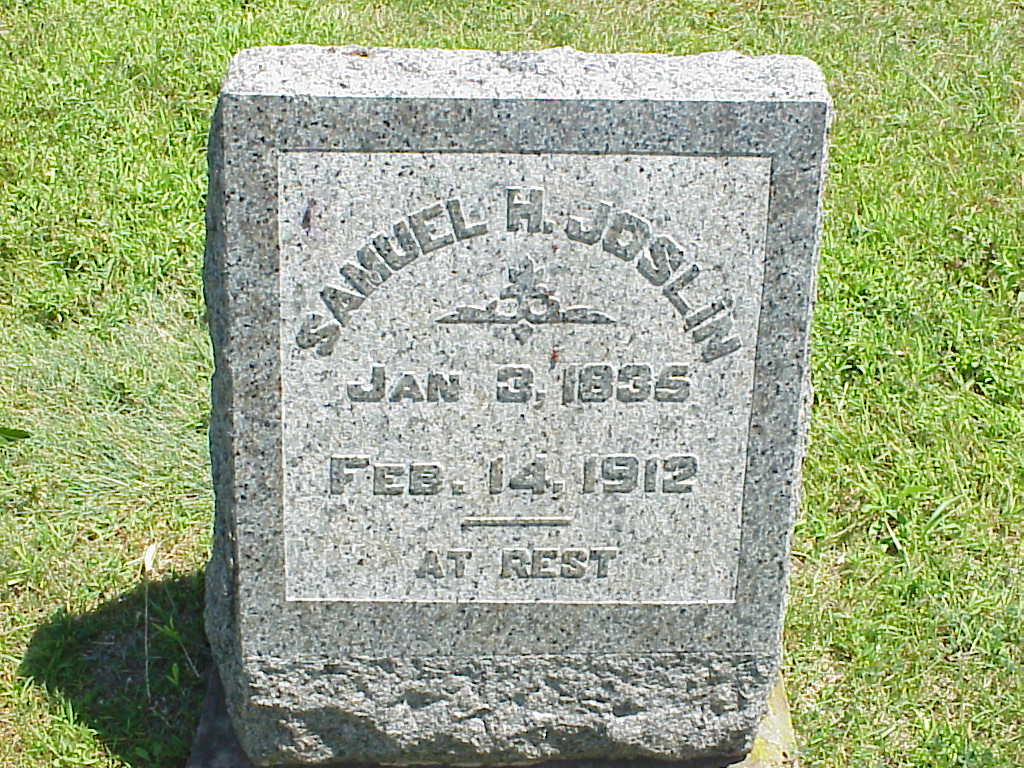 SAMUEL H. JOSLIN
JAN 3, 1835
FEB. 14, 1912
AT REST